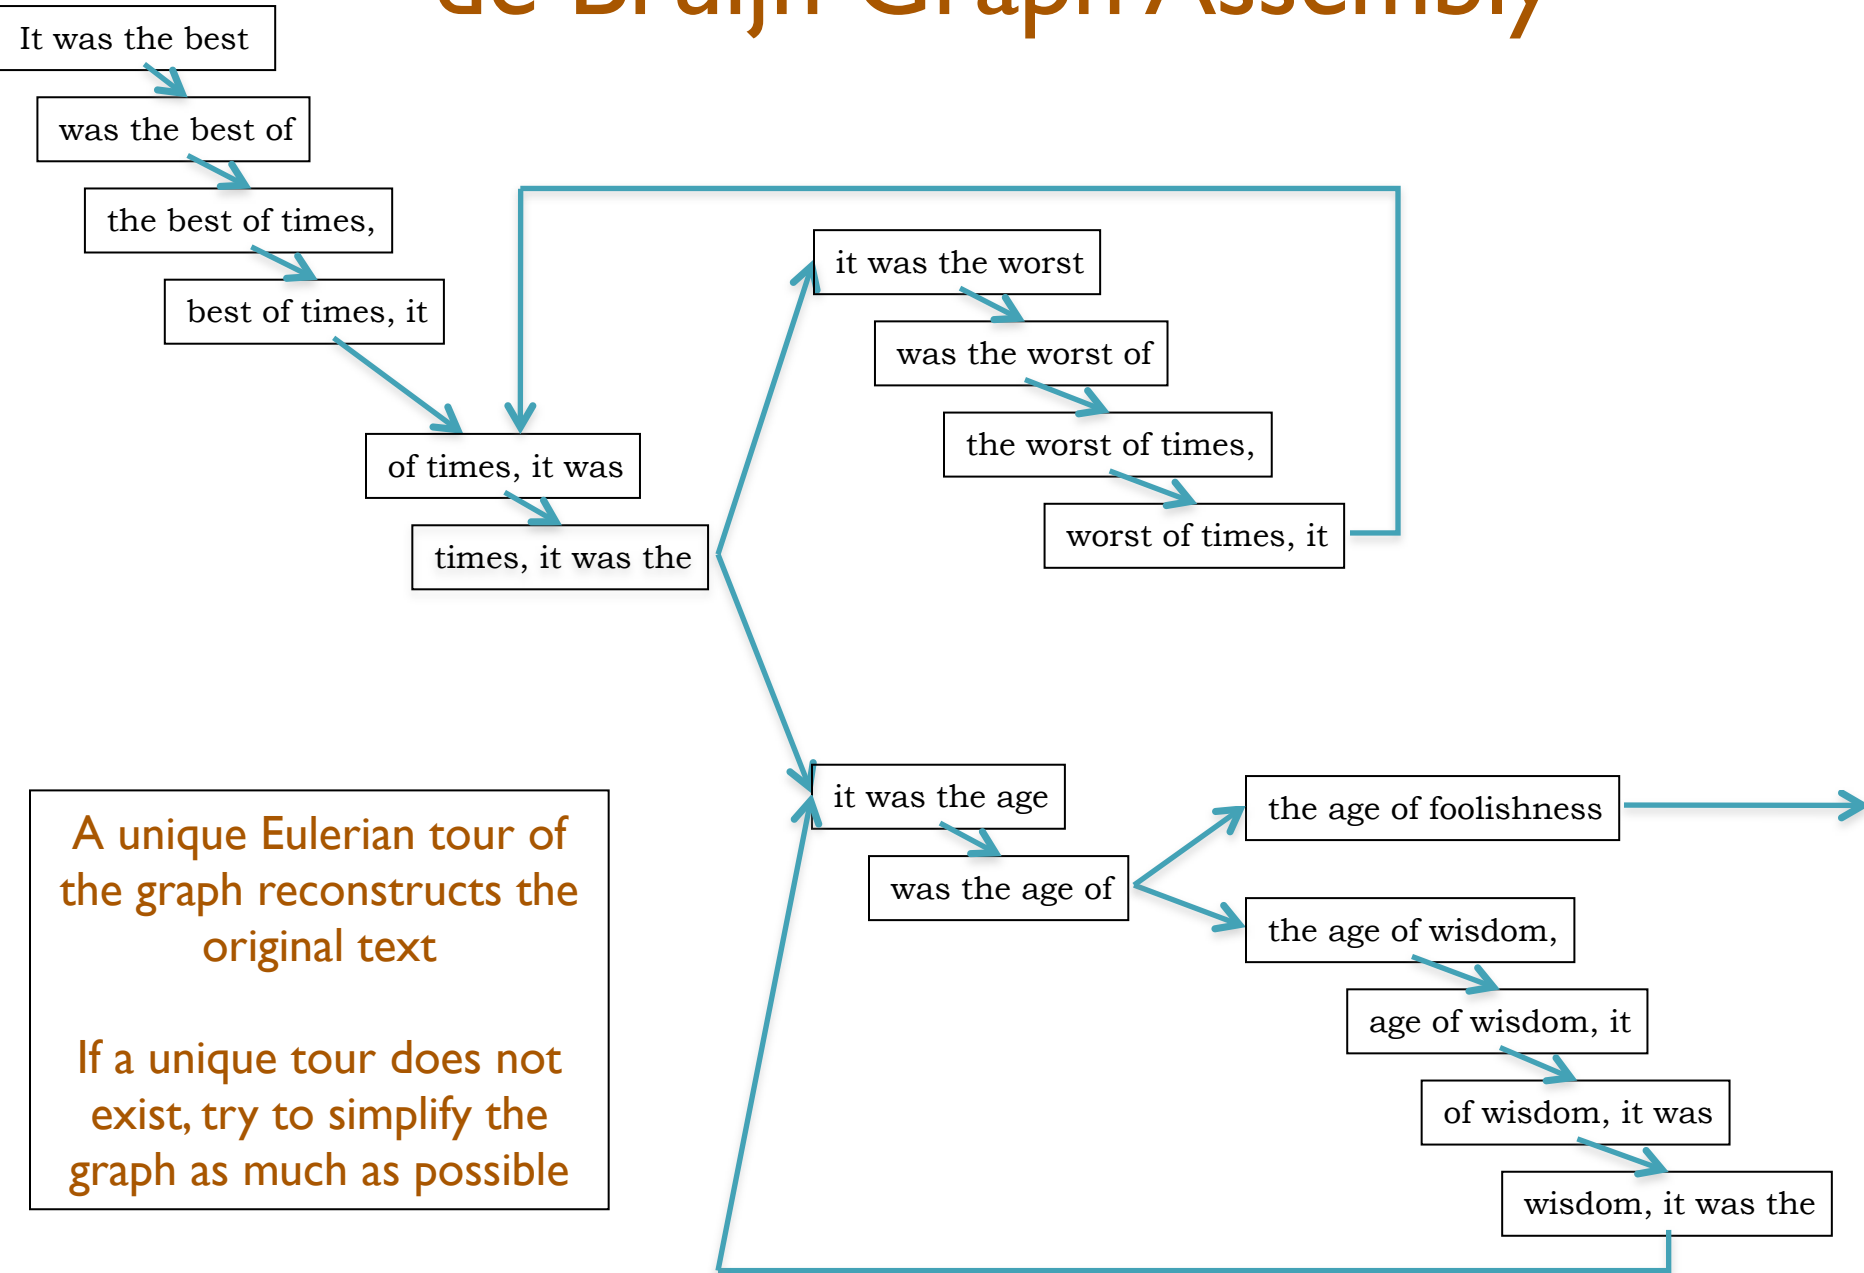 de Bruijn Graph Assembly
It was the best
was the best of
the best of times,
best of times, it
of times, it was
times, it was the
it was the worst
was the worst of
the worst of times,
worst of times, it
it was the age
was the age of
the age of foolishness
the age of wisdom,
age of wisdom, it
of wisdom, it was
wisdom, it was the
A unique Eulerian tour of
the graph reconstructs the
original text
If a unique tour does not
exist, try to simplify the
graph as much as possible